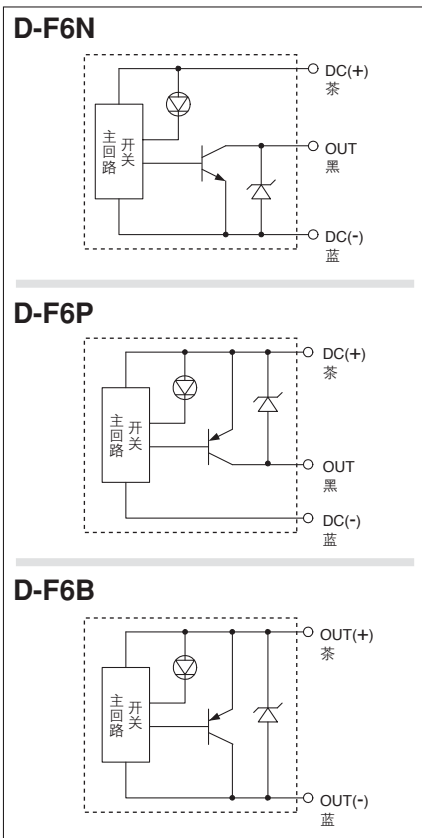 D-F6N
DC(+)
茶
开关
主回路
OUT
黑
DC(-)
蓝
D-F6P
DC(+)
茶
开关
主回路
OUT
黑
DC(-)
蓝
D-F6B
OUT(+)
茶
开关
主回路
OUT(-)
蓝